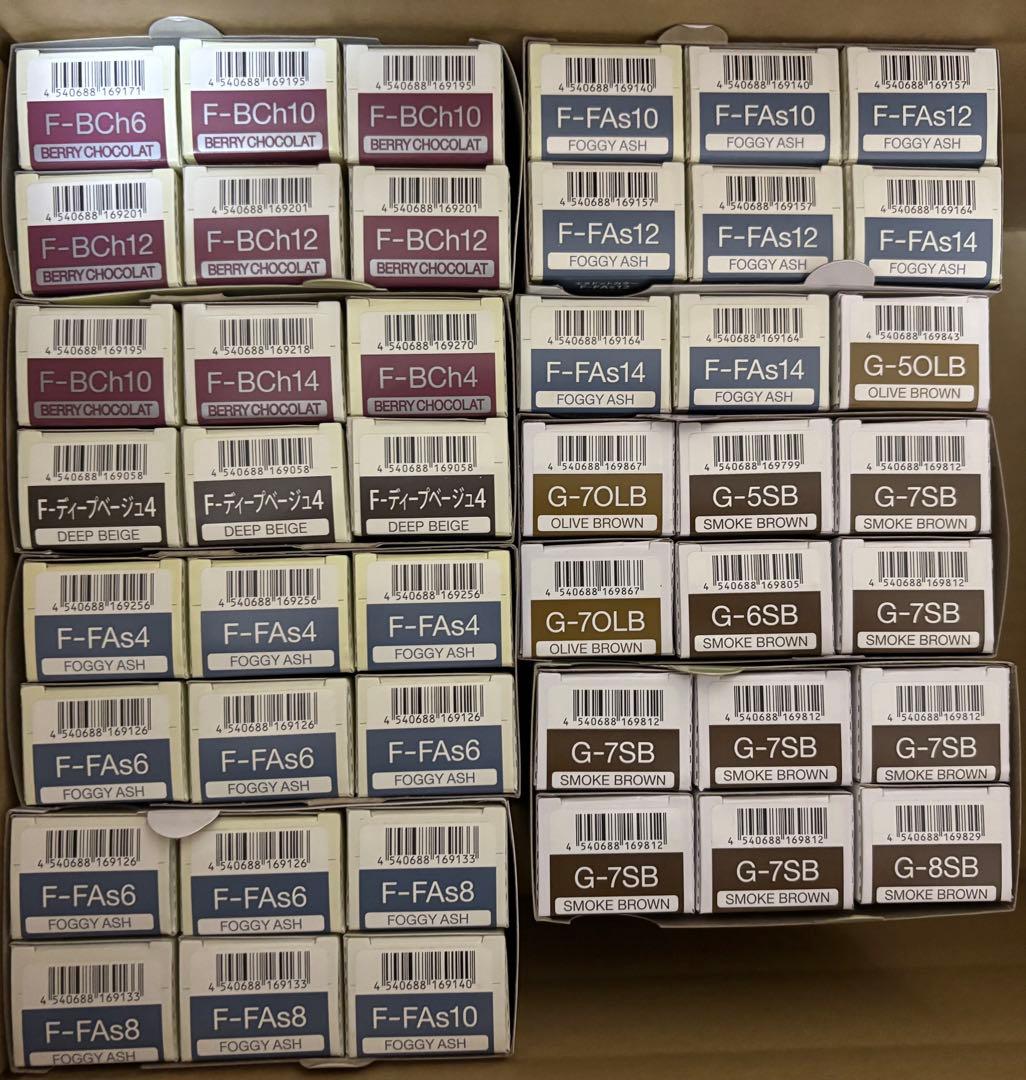 4 540688 169171
F-BCh6
BERRY CHOCOLAT
4 540688 169195
F-BCh10
BERRY CHOCOLAT
4 540688 169195
F-BCh10
BERRY CHOCOLAT
4 540688 169201
F-BCh12
BERRY CHOCOLAT
4 540688 169201
F-BCh12
BERRY CHOCOLAT
4 540688 169201
F-BCh12
BERRY CHOCOLAT
4 540688 169195
F-BCh10
BERRY CHOCOLAT
4 540688 169218
F-BCh14
BERRY CHOCOLAT
4 540688 169270
F-BCh4
BERRY CHOCOLAT
4 540688 169058
F-ディープベージュ4
DEEP BEIGE
4 540688 169058
F-ディープベージュ4
DEEP BEIGE
4 540688 169058
F-ディープベージュ4
DEEP BEIGE
4 540688 169256
F-FAs4
FOGGY ASH
4 540688 169256
F-FAs4
FOGGY ASH
4 540688 169256
F-FAs4
FOGGY ASH
4 540688 169126
F-FAs6
FOGGY ASH
4 540688 169126
F-FAs6
FOGGY ASH
4 540688 169126
F-FAs6
FOGGY ASH
4 540688 169126
F-FAs6
FOGGY ASH
4 540688 169126
F-FAs6
FOGGY ASH
4 540688 169133
F-FAs8
FOGGY ASH
4 540688 169133
F-FAs8
FOGGY ASH
4 540688 169133
F-FAs8
FOGGY ASH
4 540688 169140
F-FAs10
FOGGY ASH
4 540688 169140
F-FAs10
FOGGY ASH
4 540688 169140
F-FAs10
FOGGY ASH
4 540688 169157
F-FAs12
FOGGY ASH
4 540688 169157
F-FAs12
FOGGY ASH
4 540688 169157
F-FAs12
FOGGY ASH
4 540688 169164
F-FAs14
FOGGY ASH
4 540688 169164
F-FAs14
FOGGY ASH
4 540688 169164
F-FAs14
FOGGY ASH
4 540688 169843
G-5OLB
OLIVE BROWN
4 540688 169867
G-7OLB
OLIVE BROWN
4 540688 169799
G-5SB
SMOKE BROWN
4 540688 169812
G-7SB
SMOKE BROWN
4 540688 169867
G-7OLB
OLIVE BROWN
4 540688 169805
G-6SB
SMOKE BROWN
4 540688 169812
G-7SB
SMOKE BROWN
4 540688 169812
G-7SB
SMOKE BROWN
4 540688 169812
G-7SB
SMOKE BROWN
4 540688 169812
G-7SB
SMOKE BROWN
4 540688 169812
G-7SB
SMOKE BROWN
4 540688 169812
G-7SB
SMOKE BROWN
4 540688 169829
G-8SB
SMOKE BROWN